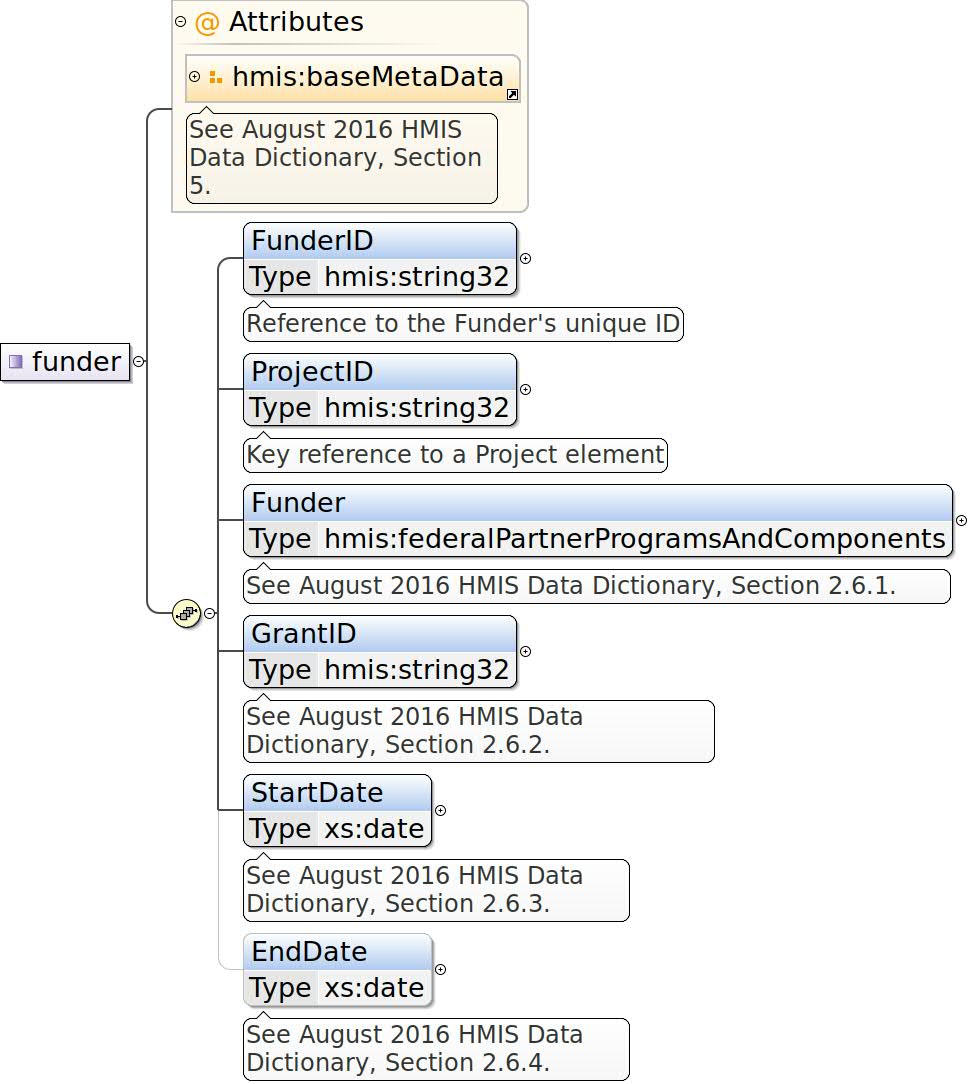 @ Attributes
hmis:baseMetaData
See August 2016 HMIS
Data Dictionary, Section
5.
FunderID
Type hmis:string32
Reference to the Funder's unique ID
funder
ProjectID
Type hmis:string32
Key reference to a Project element
Funder
Type hmis:federalPartnerProgramsAndComponents
See August 2016 HMIS Data Dictionary, Section 2.6.1.
GrantID
Type hmis:string32
See August 2016 HMIS Data
Dictionary, Section 2.6.2.
StartDate
Type xs:date
See August 2016 HMIS Data
Dictionary, Section 2.6.3.
EndDate
Type xs:date
See August 2016 HMIS Data
Dictionary, Section 2.6.4.